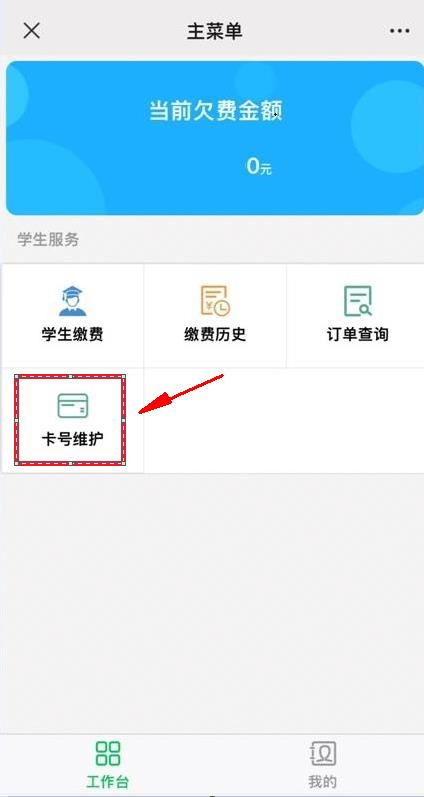 主菜单
当前欠费金额
0元
学生服务
学生缴费
缴费历史
订单查询
卡号维护
工作台
我的